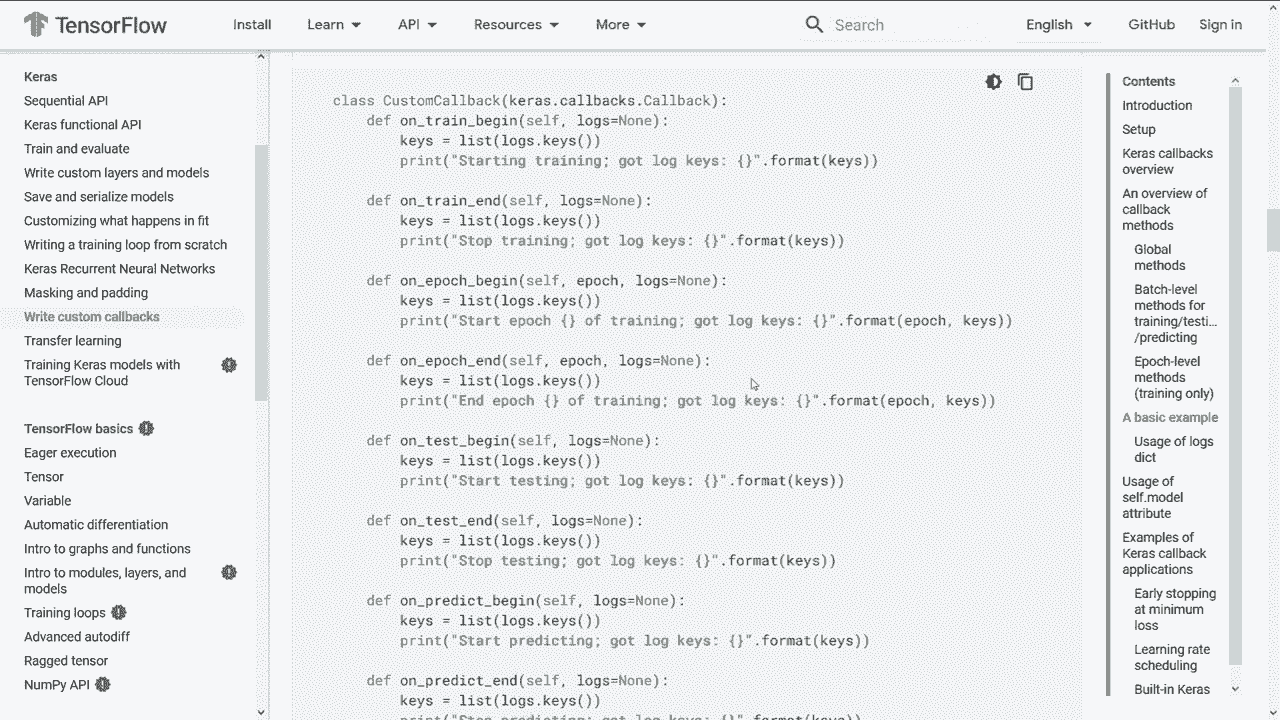 TensorFlow
Install
Learn
API
Resources
More
Search
English
GitHub
Sign in
Keras
Sequential API
Keras functional API
Train and evaluate
Write custom layers and models
Save and serialize models
Customizing what happens in fit
Writing a training loop from scratch
Keras Recurrent Neural Networks
Masking and padding
Write custom callbacks
Transfer learning
Training Keras models with
TensorFlow Cloud
TensorFlow basics
Eager execution
Tensor
Variable
Automatic differentiation
Intro to graphs and functions
Intro to modules, layers, and
models
Training loops
Advanced autodiff
Ragged tensor
NumPy API
class CustomCallback(keras.callbacks.Callback):
    def on_train_begin(self, logs=None):
        keys = list(logs.keys())
        print("Starting training; got log keys: {}".format(keys))
    def on_train_end(self, logs=None):
        keys = list(logs.keys())
        print("Stop training; got log keys: {}".format(keys))
    def on_epoch_begin(self, epoch, logs=None):
        keys = list(logs.keys())
        print("Start epoch {} of training; got log keys: {}".format(epoch, keys))
    def on_epoch_end(self, epoch, logs=None):
        keys = list(logs.keys())
        print("End epoch {} of training; got log keys: {}".format(epoch, keys))
    def on_test_begin(self, logs=None):
        keys = list(logs.keys())
        print("Start testing; got log keys: {}".format(keys))
    def on_test_end(self, logs=None):
        keys = list(logs.keys())
        print("Stop testing; got log keys: {}".format(keys))
    def on_predict_begin(self, logs=None):
        keys = list(logs.keys())
        print("Start predicting; got log keys: {}".format(keys))
    def on_predict_end(self, logs=None):
        keys = list(logs.keys())
        print("Stop predicting; got log keys: {}".format(keys))
Contents
Introduction
Setup
Keras callbacks
overview
An overview of
callback
methods
Global
methods
Batch-level
methods for
training/testi...
/predicting
Epoch-level
methods
(training only)
A basic example
Usage of logs
dict
Usage of
self.model
attribute
Examples of
Keras callback
applications
Early stopping
at minimum
loss
Learning rate
scheduling
Built-in Keras